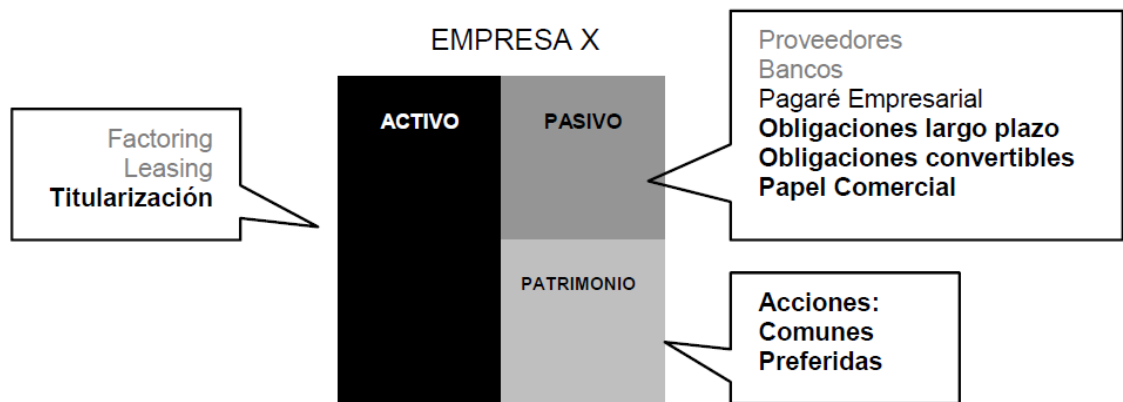 EMPRESA X
Factoring
Leasing
Titularización
ACTIVO
PASIVO
PATRIMONIO
Proveedores
Bancos
Pagaré Empresarial
Obligaciones largo plazo
Obligaciones convertibles
Papel Comercial
Acciones:
Comunes
Preferidas